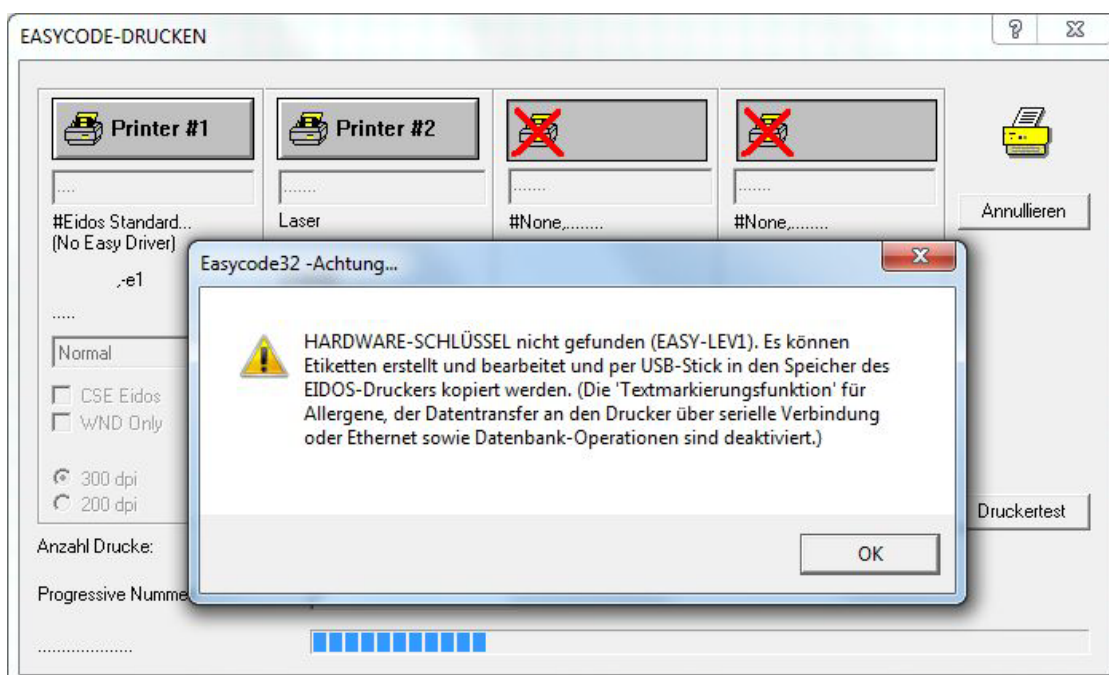 EASYCODE-DRUCKEN
Printer #1
Printer #2
....
.......
.......
.......
#Eidos Standard...
(No Easy Driver)
Laser
#None,........
#None,........
Annullieren
,-e1
.....
Normal
CSE Eidos
WND Only
300 dpi
200 dpi
Easycode32 -Achtung...
HARDWARE-SCHLÜSSEL nicht gefunden (EASY-LEV1). Es können
Etiketten erstellt und bearbeitet und per USB-Stick in den Speicher des
EIDOS-Druckers kopiert werden. (Die 'Textmarkierungsfunktion' für
Allergene, der Datentransfer an den Drucker über serielle Verbindung
oder Ethernet sowie Datenbank-Operationen sind deaktiviert.)
OK
Druckertest
Anzahl Drucke:
Progressive Numme
.....................